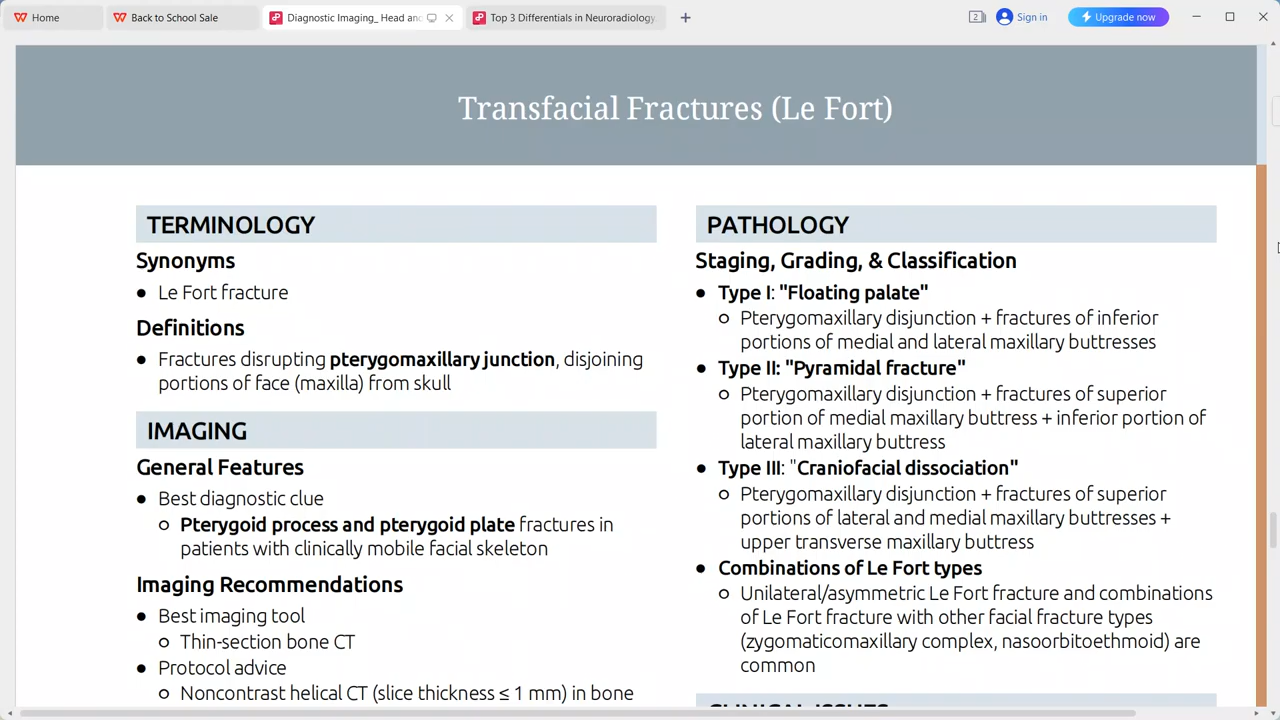 Home
Back to School Sale
Diagnostic Imaging_ Head and
Top 3 Differentials in Neuroradiology
2
Sign in
Upgrade now
Transfacial Fractures (Le Fort)
TERMINOLOGY
Synonyms
● Le Fort fracture
Definitions
● Fractures disrupting pterygomaxillary junction, disjoining
portions of face (maxilla) from skull
IMAGING
General Features
● Best diagnostic clue
○ Pterygoid process and pterygoid plate fractures in
patients with clinically mobile facial skeleton
Imaging Recommendations
● Best imaging tool
○ Thin-section bone CT
● Protocol advice
○ Noncontrast helical CT (slice thickness ≤ 1 mm) in bone
PATHOLOGY
Staging, Grading, & Classification
● Type I: "Floating palate"
○ Pterygomaxillary disjunction + fractures of inferior
portions of medial and lateral maxillary buttresses
● Type II: "Pyramidal fracture"
○ Pterygomaxillary disjunction + fractures of superior
portion of medial maxillary buttress + inferior portion of
lateral maxillary buttress
● Type III: "Craniofacial dissociation"
○ Pterygomaxillary disjunction + fractures of superior
portions of lateral and medial maxillary buttresses +
upper transverse maxillary buttress
● Combinations of Le Fort types
○ Unilateral/asymmetric Le Fort fracture and combinations
of Le Fort fracture with other facial fracture types
(zygomaticomaxillary complex, nasoorbitoethmoid) are
common
CLINICAL ISSUES